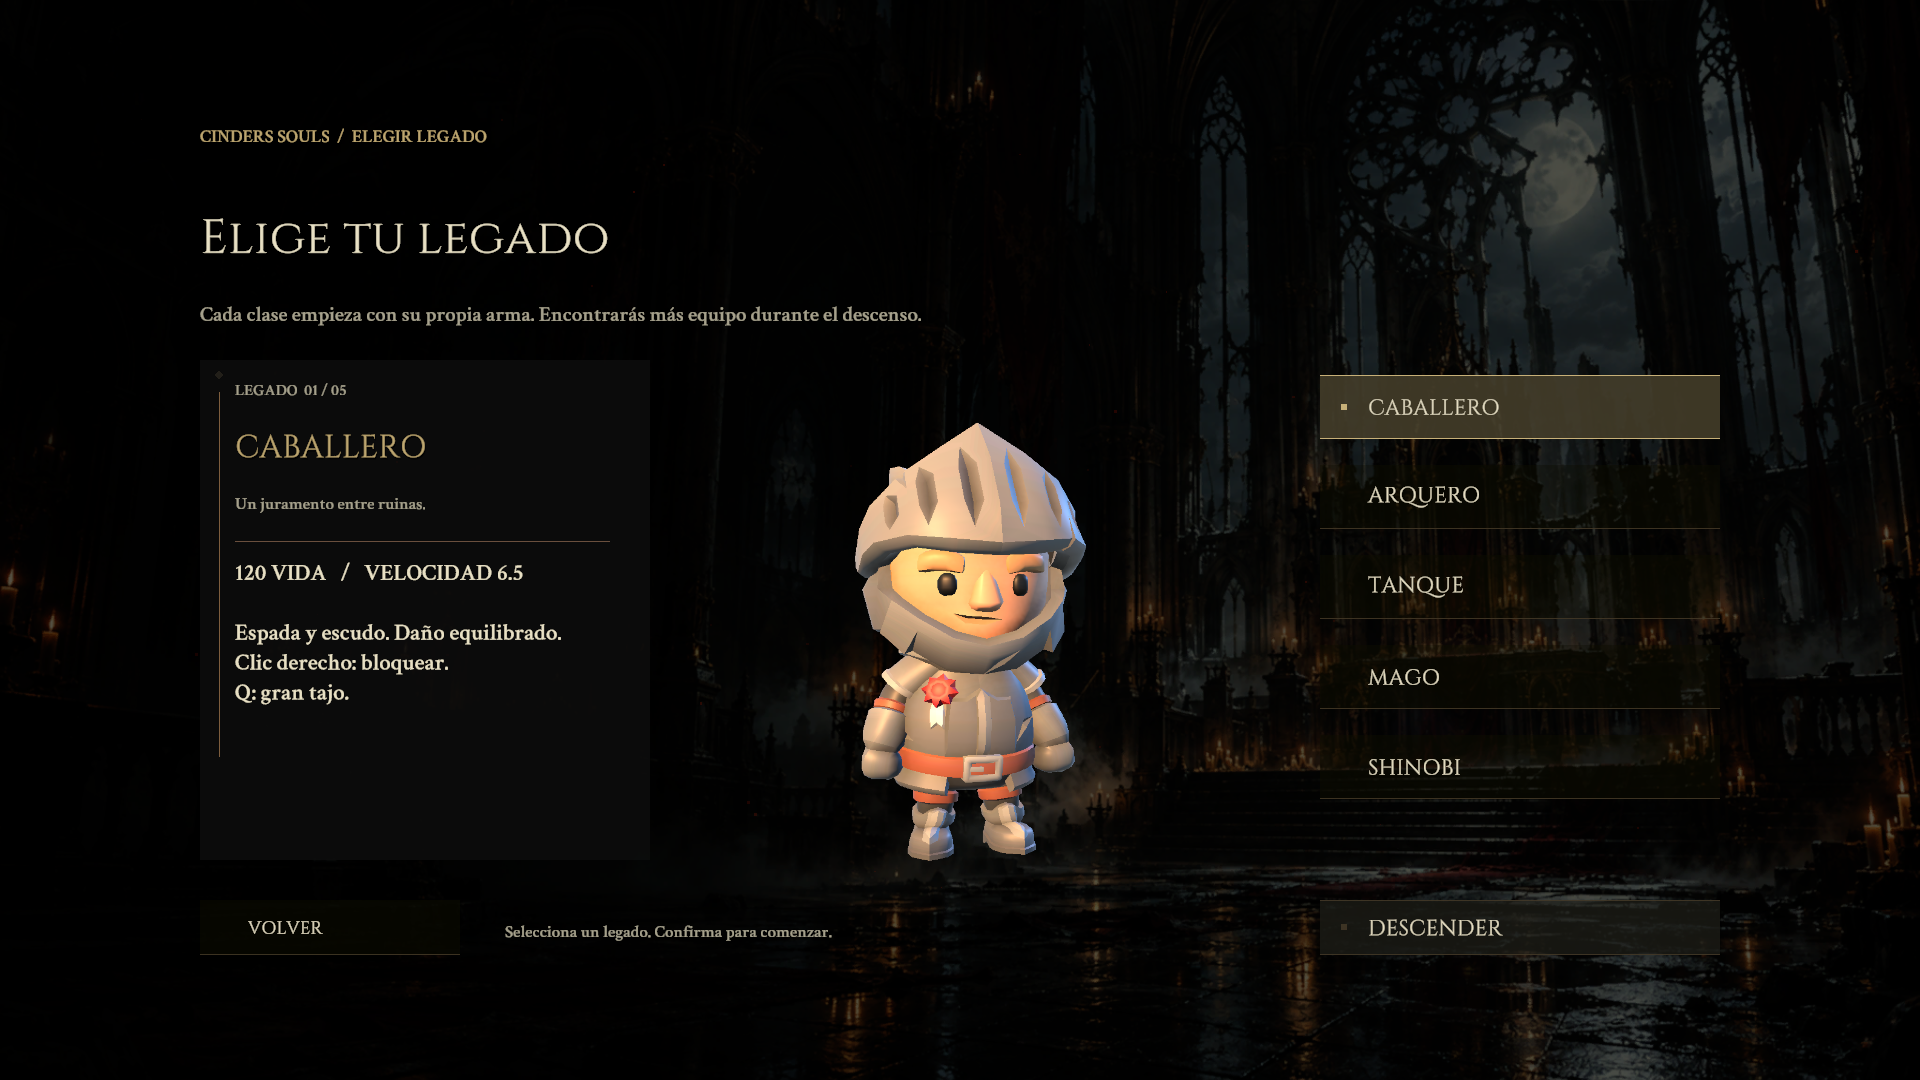 CINDERS SOULS / ELEGIR LEGADO
ELIGE TU LEGADO
Cada clase empieza con su propia arma. Encontrarás más equipo durante el descenso.
LEGADO 01 / 05
CABALLERO
Un juramento entre ruinas.
120 VIDA / VELOCIDAD 6.5
Espada y escudo. Daño equilibrado.
Clic derecho: bloquear.
Q: gran tajo.
CABALLERO
ARQUERO
TANQUE
MAGO
SHINOBI
VOLVER
Selecciona un legado. Confirma para comenzar.
DESCENDER